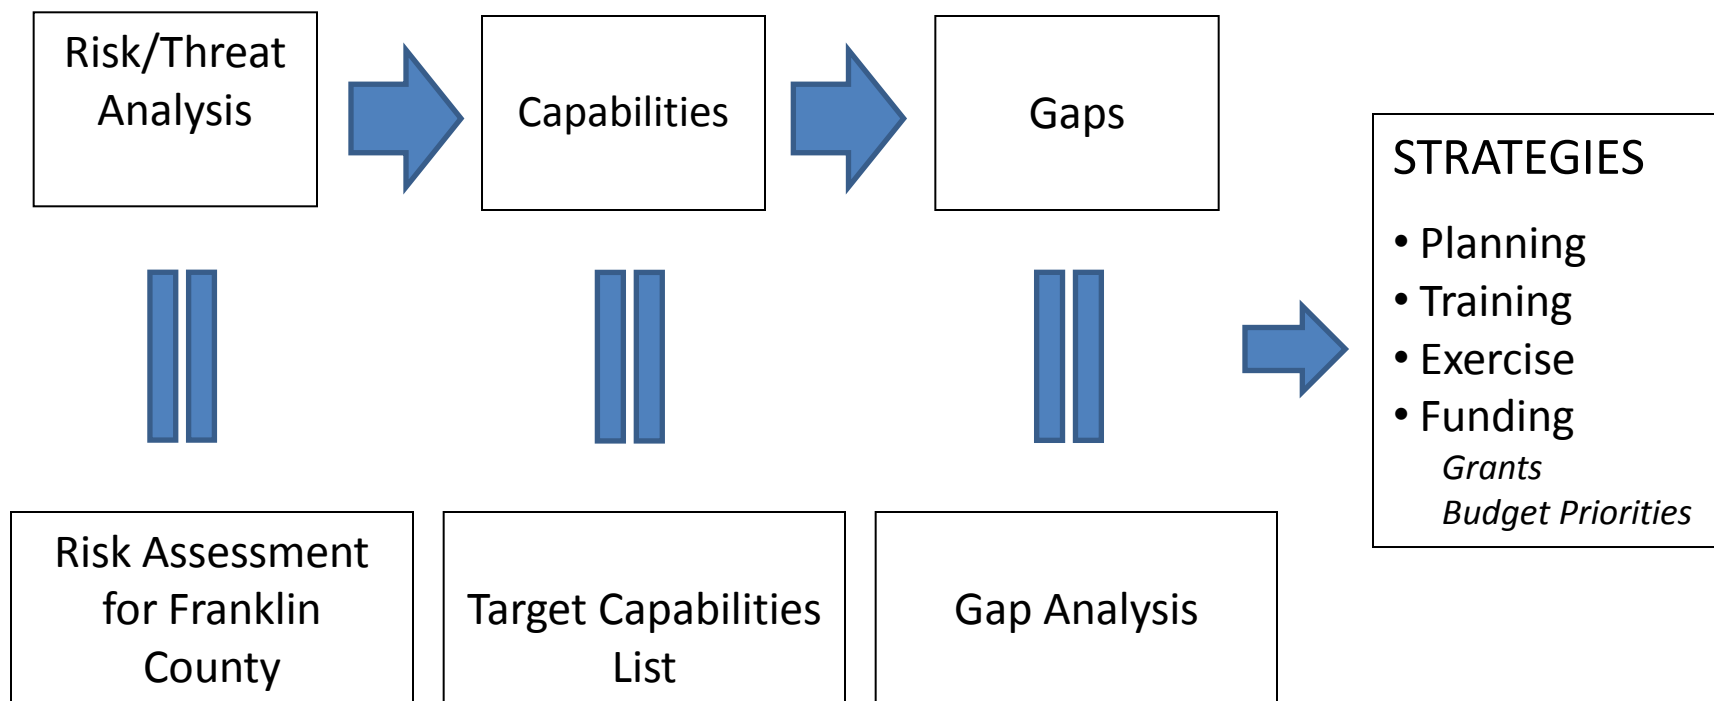 Risk/Threat
Analysis
Capabilities
Gaps
STRATEGIES
• Planning
• Training
• Exercise
• Funding
Grants
Budget Priorities
Risk Assessment
for Franklin
County
Target Capabilities
List
Gap Analysis